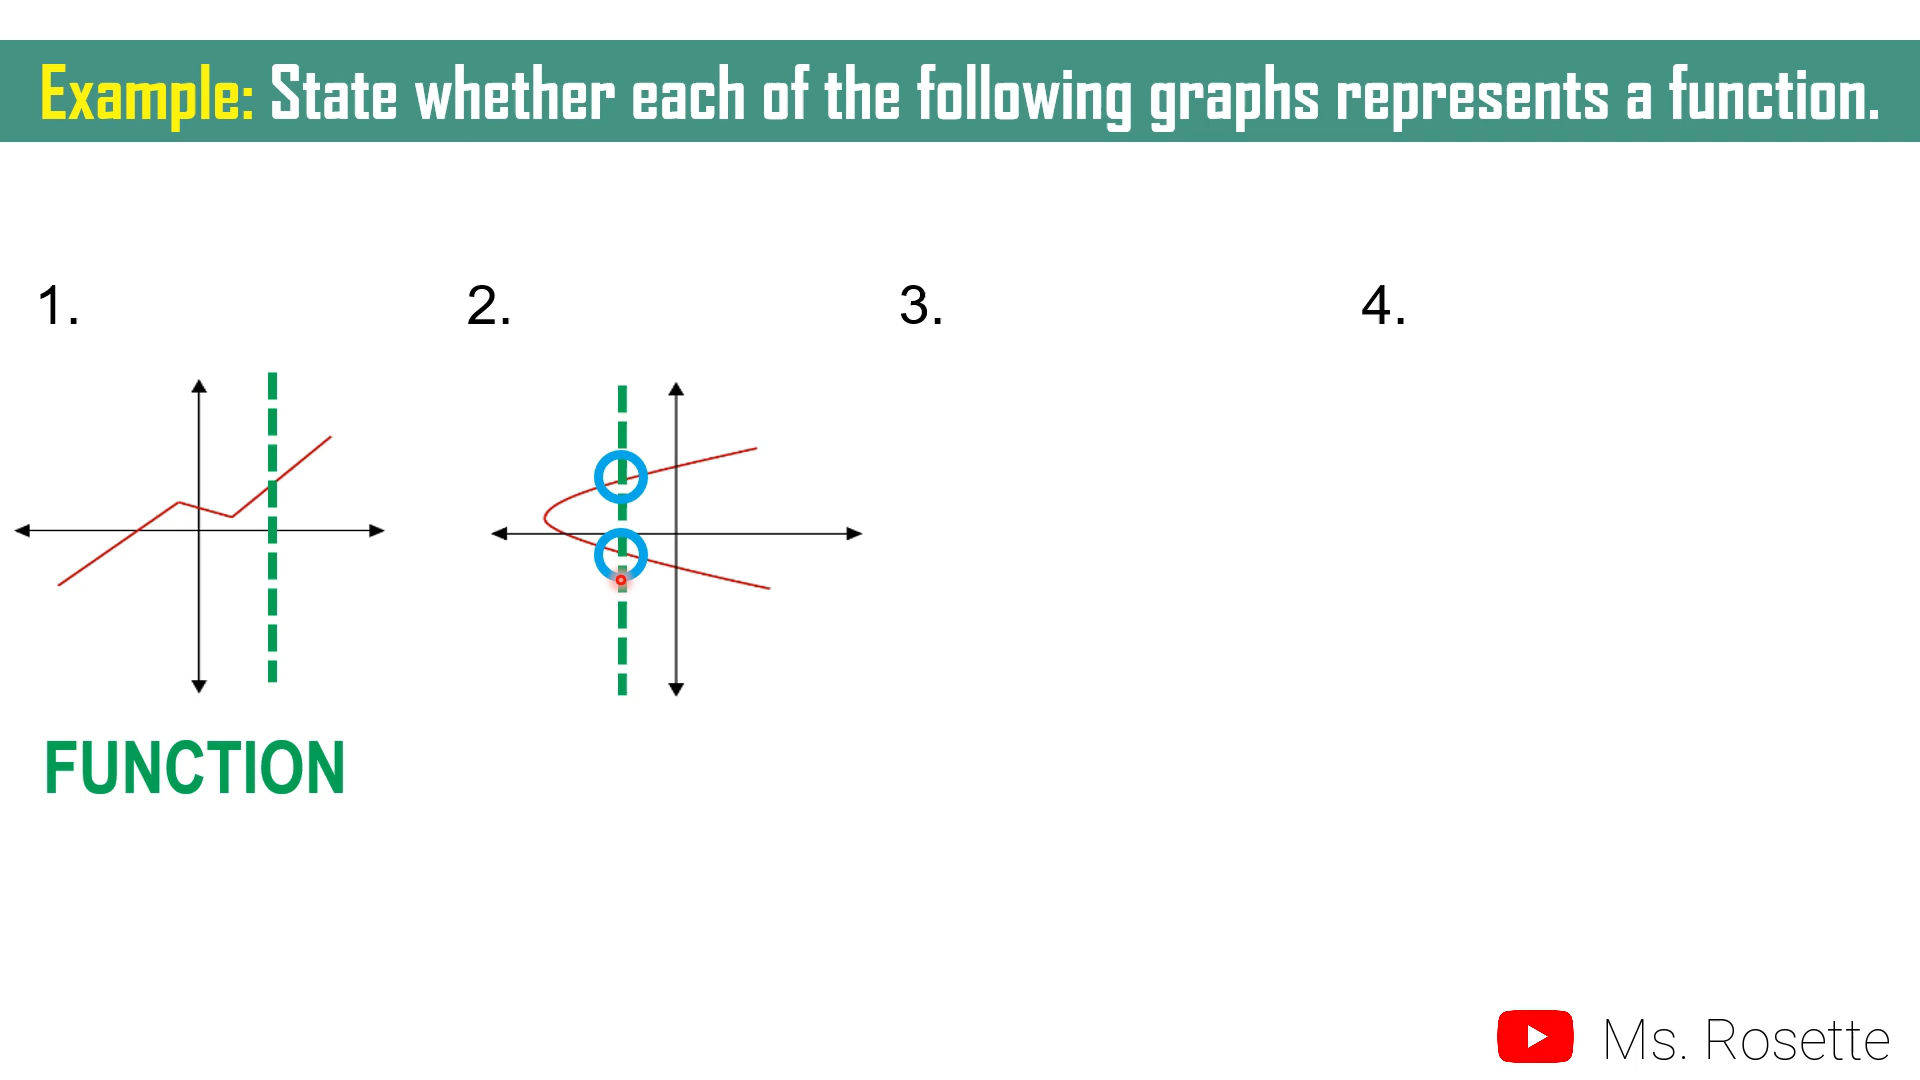 Example: State whether each of the following graphs represents a function.
1.
2.
3.
4.
FUNCTION
Ms. Rosette